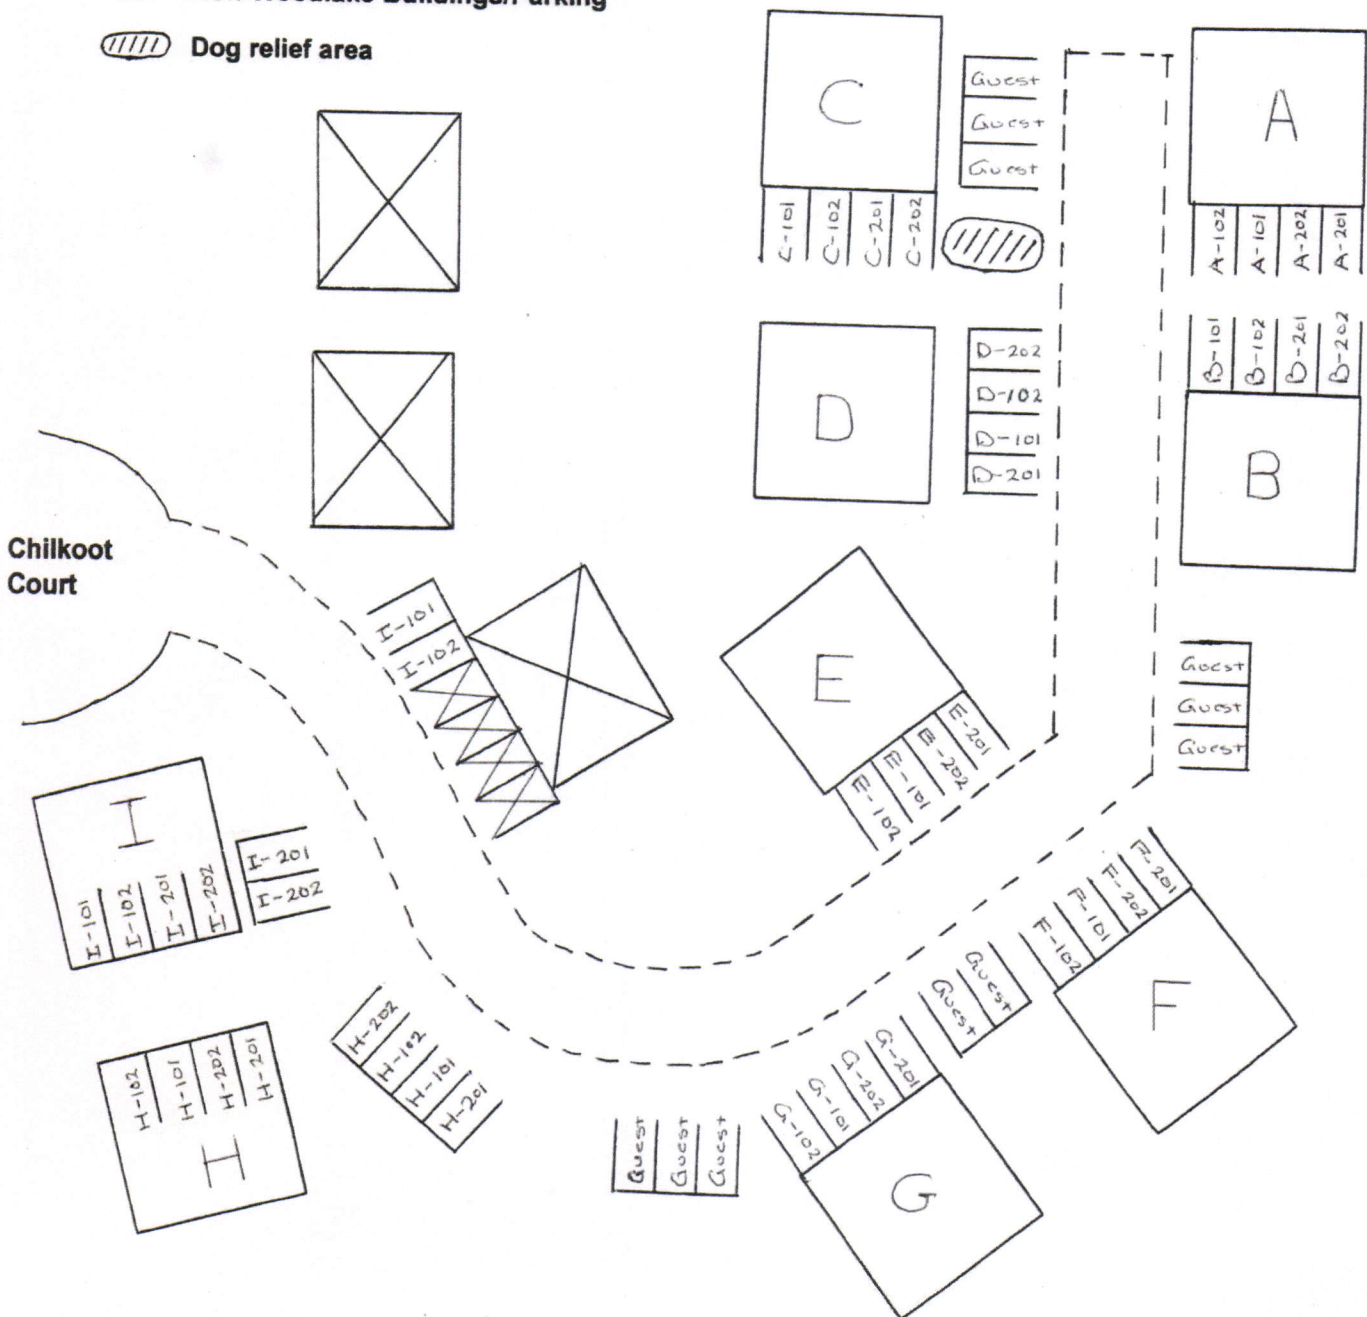 Dog relief area
C
Guest
Guest
Guest
A
C-101
C-102
C-201
C-202
A-102
A-101
A-202
A-201
B-101
B-102
B-201
B-202
D
D-202
D-102
D-101
D-201
B
Chilkoot
Court
I-101
I-102
E
E-102
E-101
E-202
E-201
Guest
Guest
Guest
I
I-101
I-102
I-201
I-202
I-201
I-202
F-102
F-101
F-202
F-201
F
Guest
Guest
H-102
H-101
H-202
H-201
H
H-202
H-102
H-101
H-201
Guest
Guest
Guest
G-102
G-101
G-202
G-201
G